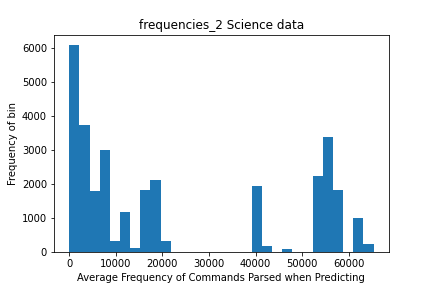 frequencies_2 Science data
Frequency of bin
6000
5000
4000
3000
2000
1000
0
0 10000 20000 30000 40000 50000 60000
Average Frequency of Commands Parsed when Predicting